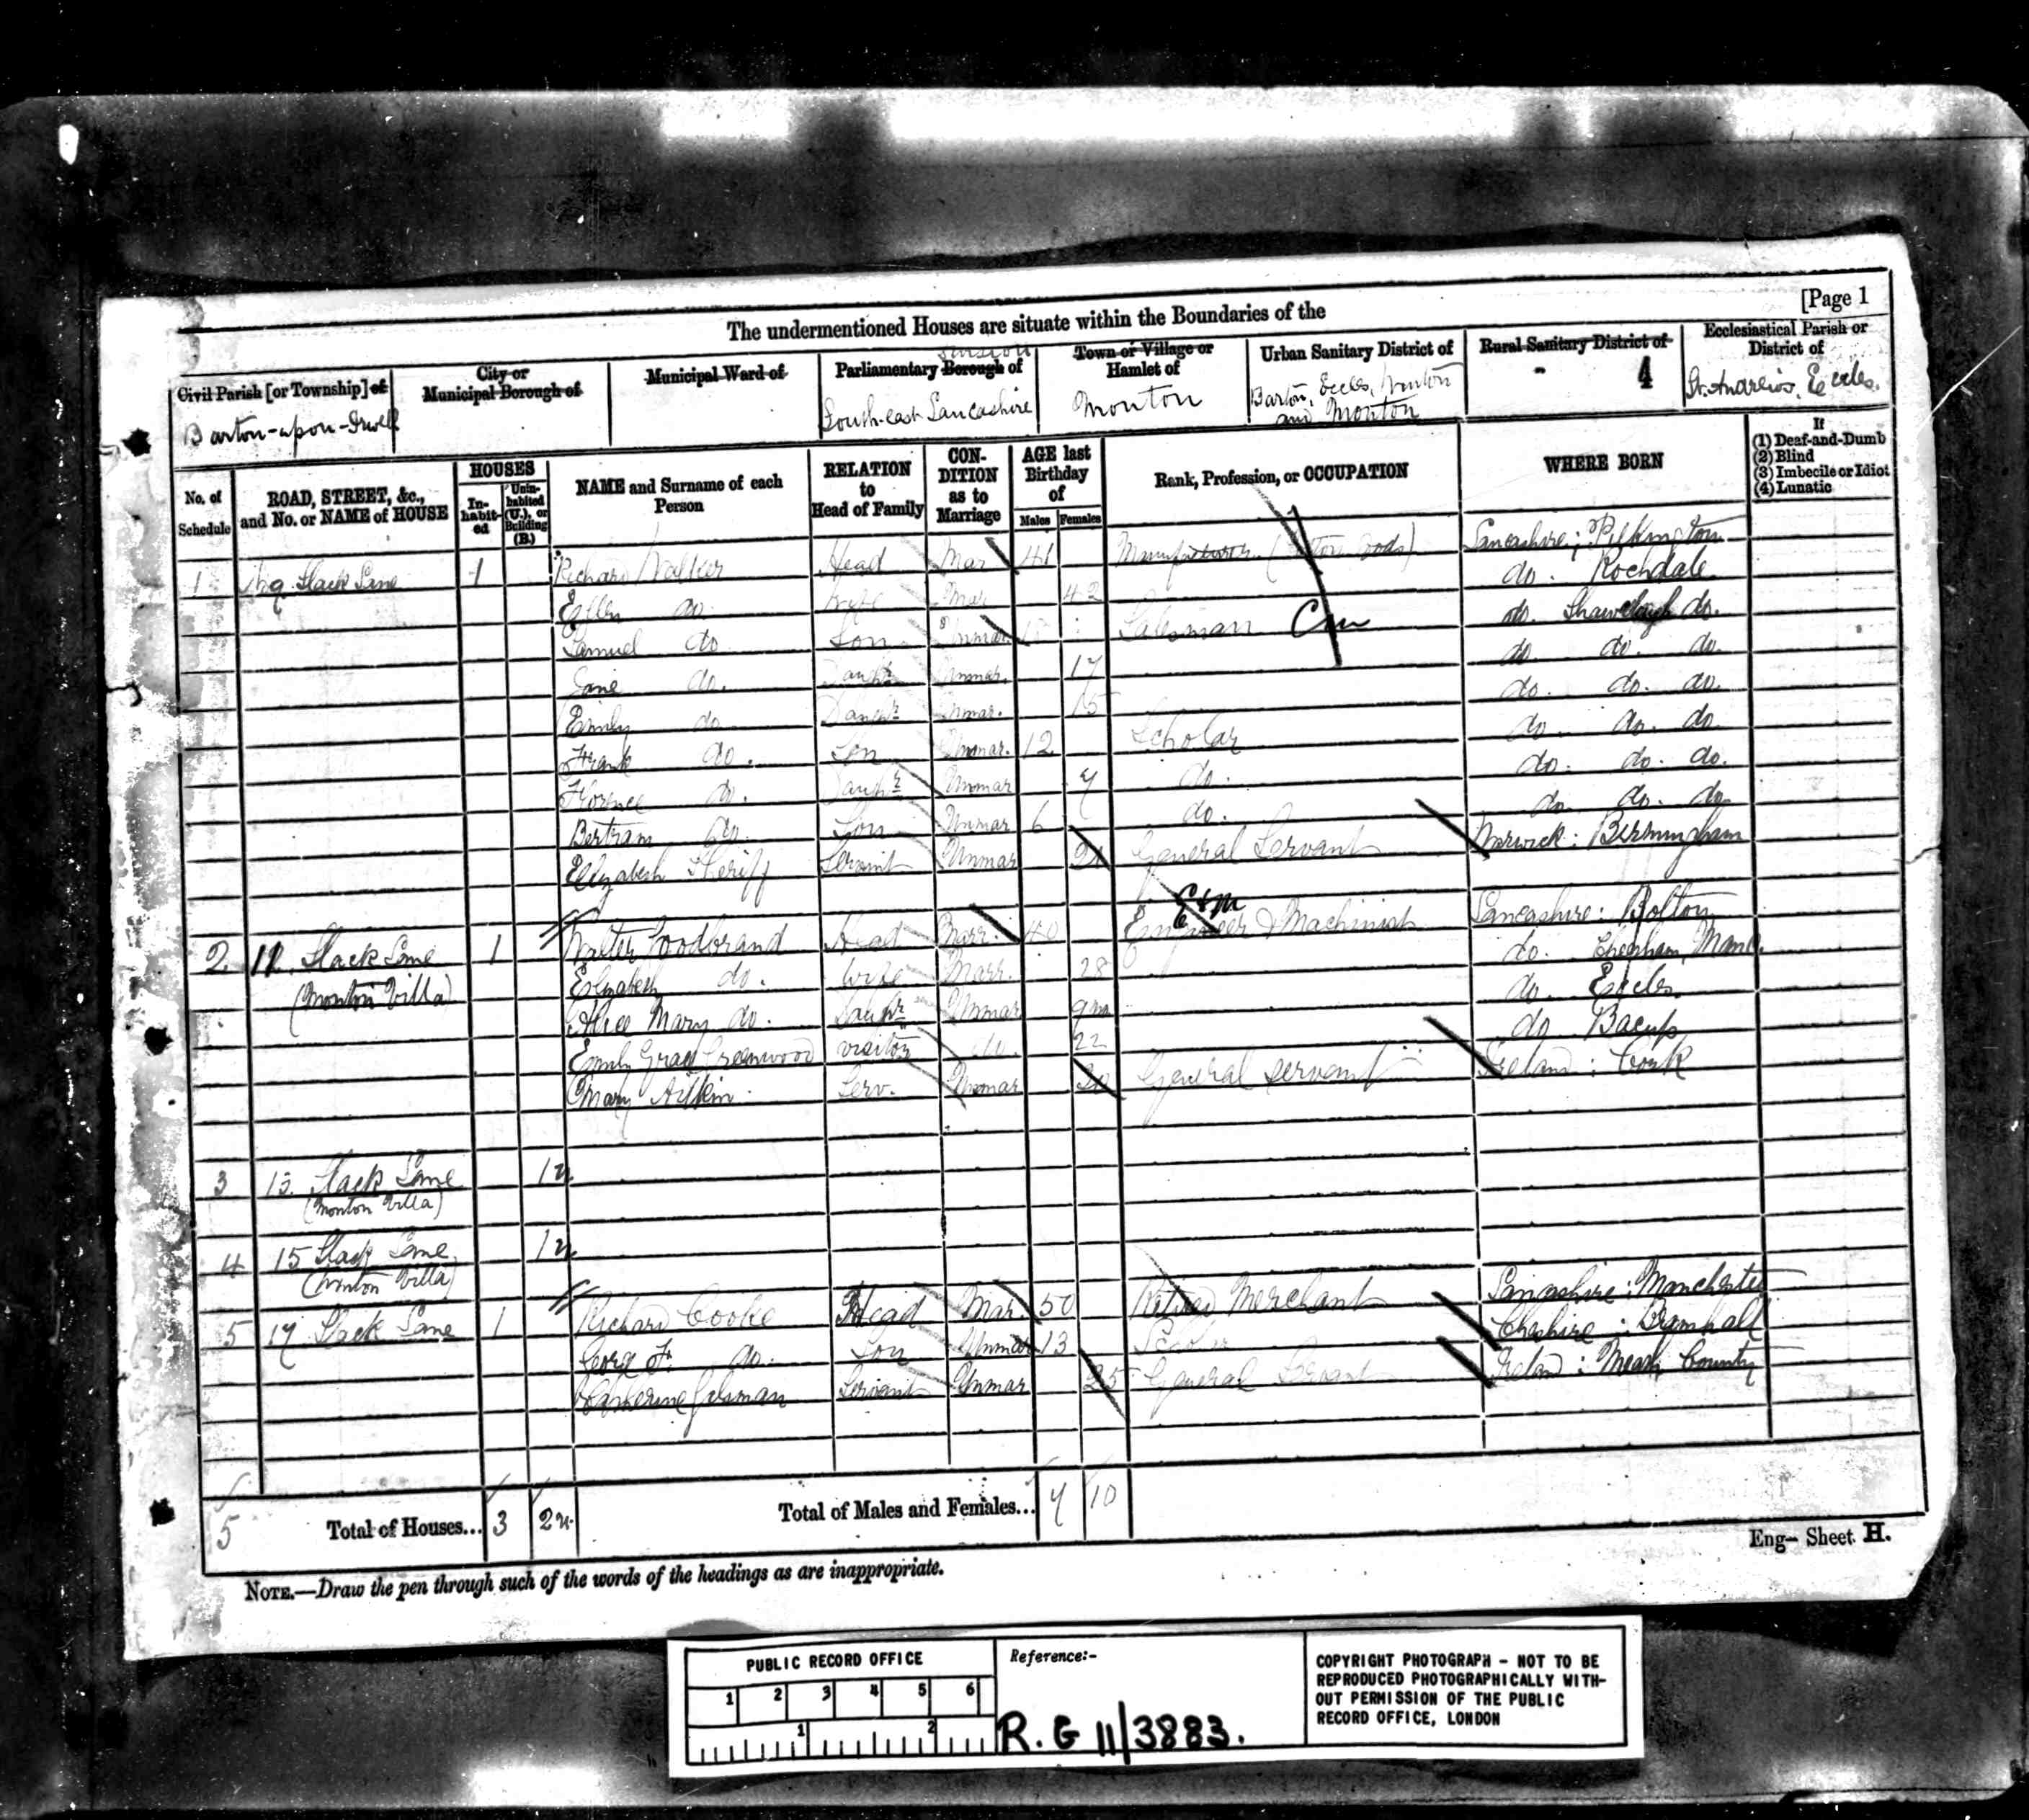 [Page 1
The undermentioned Houses are situate within the Boundaries of the
Civil Parish [or Township] of
Barton-upon-Irwell
City or Municipal Borough of
Municipal Ward of
Parliamentary Borough of
Division
South-east Lancashire
Town or Village or Hamlet of
Monton
Urban Sanitary District of
Barton, Eccles, Winton
and Monton
Rural Sanitary District of
- 4
Ecclesiastical Parish or District of
St. Andrew's, Eccles.
No. of Schedule
ROAD, STREET, &c., and No. or NAME of HOUSE
HOUSES
In-habit-ed
Unin-habited (U.), or Building (B.)
NAME and Surname of each Person
RELATION to Head of Family
CON-DITION as to Marriage
AGE last Birthday of
Males Females
Rank, Profession, or OCCUPATION
WHERE BORN
If
(1) Deaf-and-Dumb
(2) Blind
(3) Imbecile or Idiot
(4) Lunatic
1 Slack Lane 1 Richard Walker Head Mar 41 Manufacturer (Cotton Goods) Lancashire; Pilkington
Ellen do. Wife Mar 42 do. Rochdale
Samuel do Son Unmar. Salesman Cm do. do.
Jane do. Daughr Unmar. 17 do. do. do.
Emily do Daughr Unmar. 15 do. do. do.
Frank do. Son Unmar. 12 Scholar do. do. do
Florence do. Daughr Unmar 9 do. do. do. do.
Bertram do. Son Unmar 6 do. do. do. do
Elizabeth Sheriff Servant Unmar General Servant Warwick: Birmingham
2 11 Slack Lane 1 Walter Goodbrand Head Marr. 40 Engineer & Machinist Lancashire: Bolton
E & M
(Monton Villa) Elizabeth do. Wife Marr. 28 do. Manc.
Alice Mary do. Daughr Unmar 9m do. Eccles
Emily Grace Greenwood visitor do. 22 do Bacup
Mary Aitkin Serv. Unmar 20 General servant Ireland: Cork
3 13 Slack Lane 1u
(Monton Villa)
4 15 Slack Lane 1u
(Monton Villa)
5 17 Slack Lane 1 Richard Cooke Head Mar. 50 Retired Merchant Lancashire: Manchester
George F. do. Son Unmar 13 Scholar Cheshire: Bramhall
Catherine Servant Unmar 25 General Servant Ireland: Meath County
5 Total of Houses... 3 2u. Total of Males and Females... 7 10
Eng— Sheet H.
NOTE.—Draw the pen through such of the words of the headings as are inappropriate.
PUBLIC RECORD OFFICE
1 2 3 4 5 6
1 2
Reference:-
R. G 11/3883.
COPYRIGHT PHOTOGRAPH - NOT TO BE
REPRODUCED PHOTOGRAPHICALLY WITH-
OUT PERMISSION OF THE PUBLIC
RECORD OFFICE, LONDON